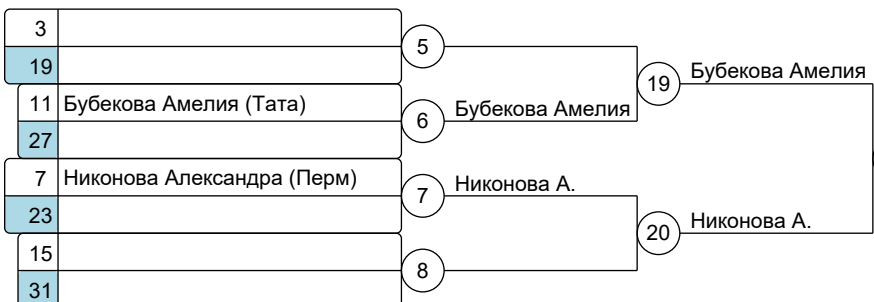 3
5
19
19 Бубекова Амелия
11 Бубекова Амелия (Тата)
6 Бубекова Амелия
27
7 Никонова Александра (Перм)
7 Никонова А.
23
20 Никонова А.
15
8
31